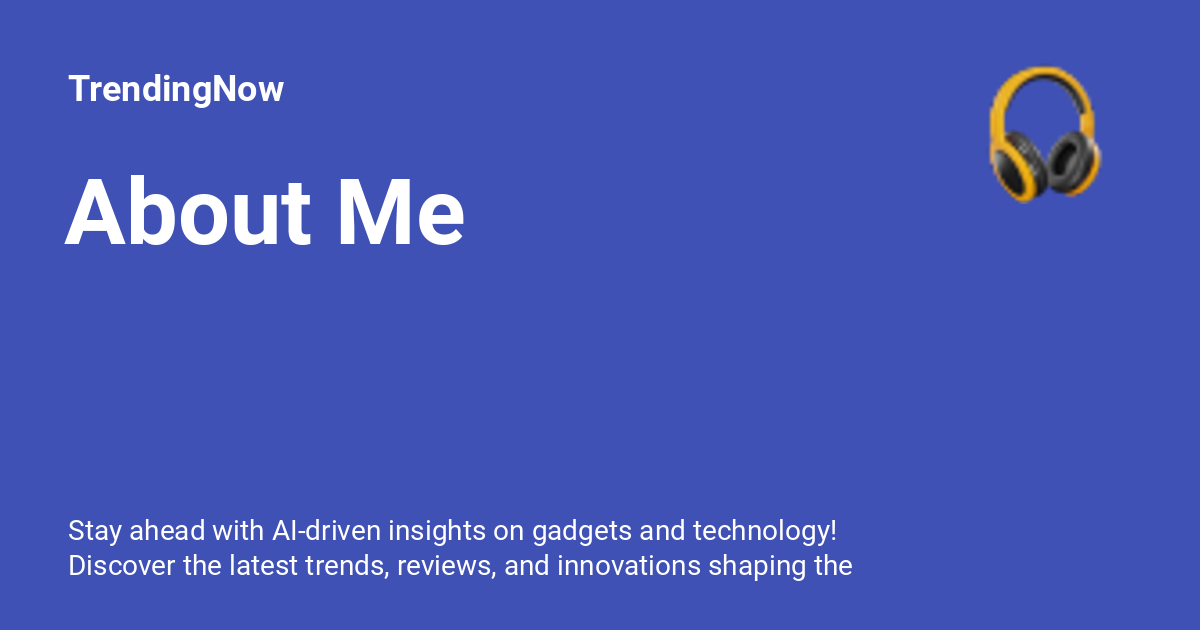 TrendingNow
About Me
Stay ahead with AI-driven insights on gadgets and technology!
Discover the latest trends, reviews, and innovations shaping the